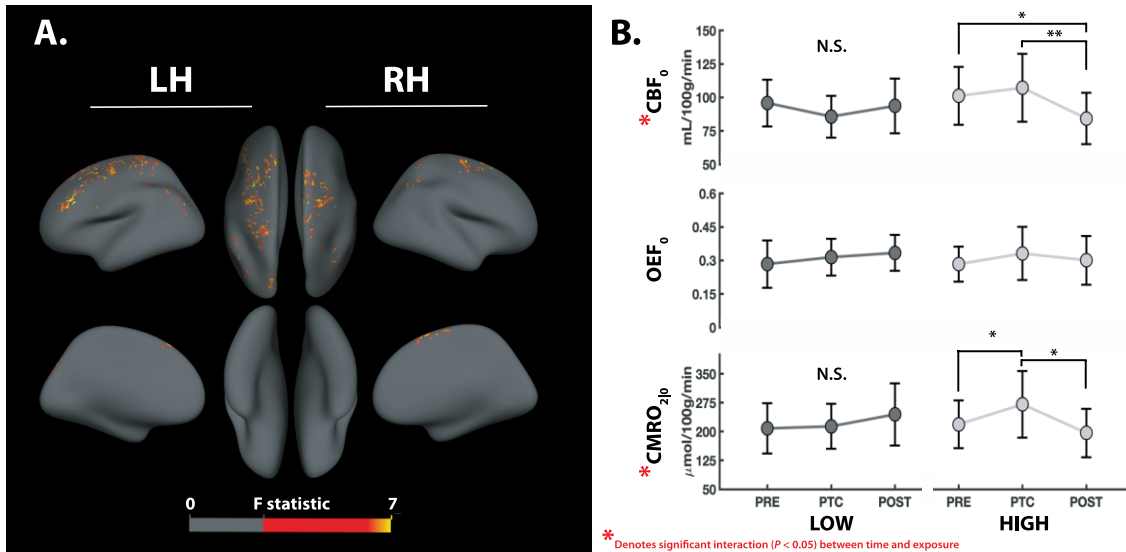 A.
LH RH
0 F statistic 7
B.
*CBF0
mL/100g/min
150
125
100
75
50
N.S.
*
**
OEF0
0.6
0.45
0.3
0.15
0
*CMRO2|0
μmol/100g/min
350
275
200
125
50
N.S.
*
*
PRE PTC POST PRE PTC POST
LOW HIGH
*Denotes significant interaction (P < 0.05) between time and exposure